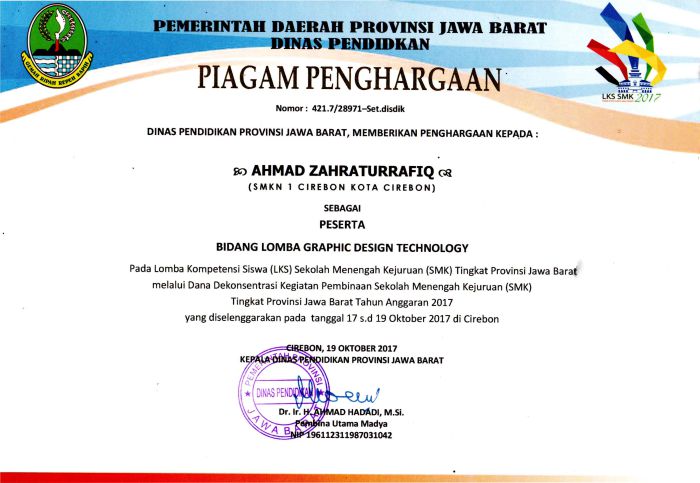 PEMERINTAH DAERAH PROVINSI JAWA BARAT
DINAS PENDIDKAN
PIAGAM PENGHARGAAN
LKS SMK 2017
GEMAH RIPAH REPEH RAPIH
Nomor : 421.7/28971–Set.disdik
DINAS PENDIDIKAN PROVINSI JAWA BARAT, MEMBERIKAN PENGHARGAAN KEPADA :
AHMAD ZAHRATURRAFIQ
(SMKN 1 CIREBON KOTA CIREBON)
SEBAGAI
PESERTA
BIDANG LOMBA GRAPHIC DESIGN TECHNOLOGY
Pada Lomba Kompetensi Siswa (LKS) Sekolah Menengah Kejuruan (SMK) Tingkat Provinsi Jawa Barat
melalui Dana Dekonsentrasi Kegiatan Pembinaan Sekolah Menengah Kejuruan (SMK)
Tingkat Provinsi Jawa Barat Tahun Anggaran 2017
yang diselenggarakan pada tanggal 17 s.d 19 Oktober 2017 di Cirebon
CIREBON, 19 OKTOBER 2017
KEPALA DINAS PENDIDIKAN PROVINSI JAWA BARAT
PEMERINTAH PROVINSI
DINAS PENDIDIKAN
JAWA BARAT
Dr. Ir. H. AHMAD HADADI, M.Si.
Pembina Utama Madya
NIP 196112311987031042